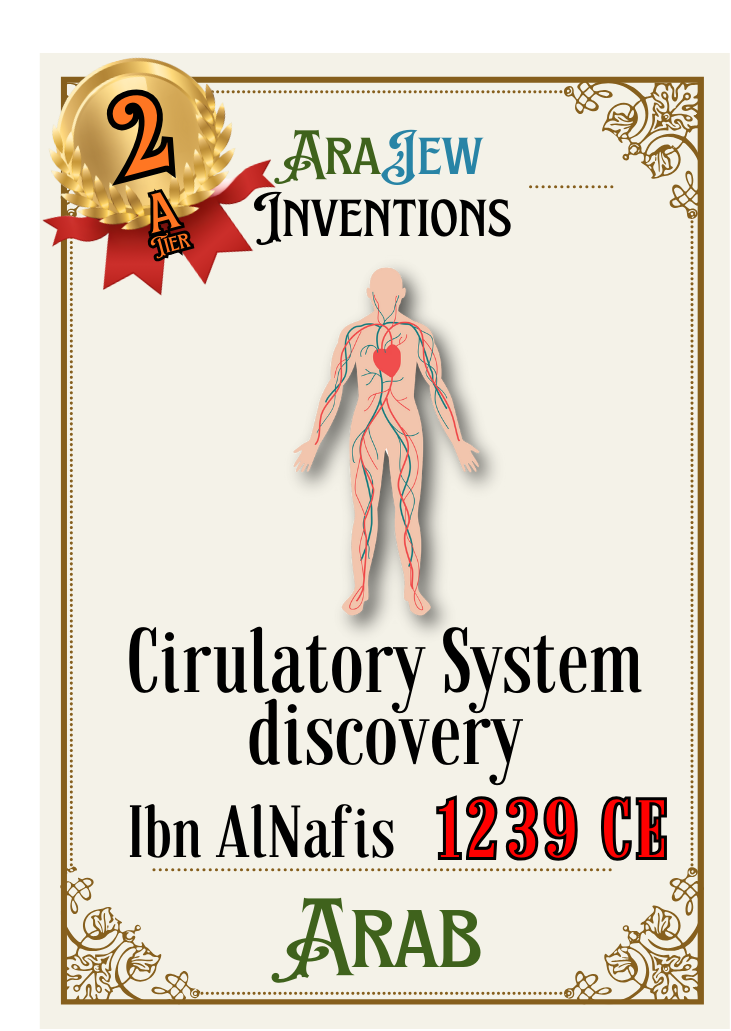 2
A
Tier
AraJew
Inventions
Cirulatory System
discovery
Ibn AlNafis 1239 CE
Arab